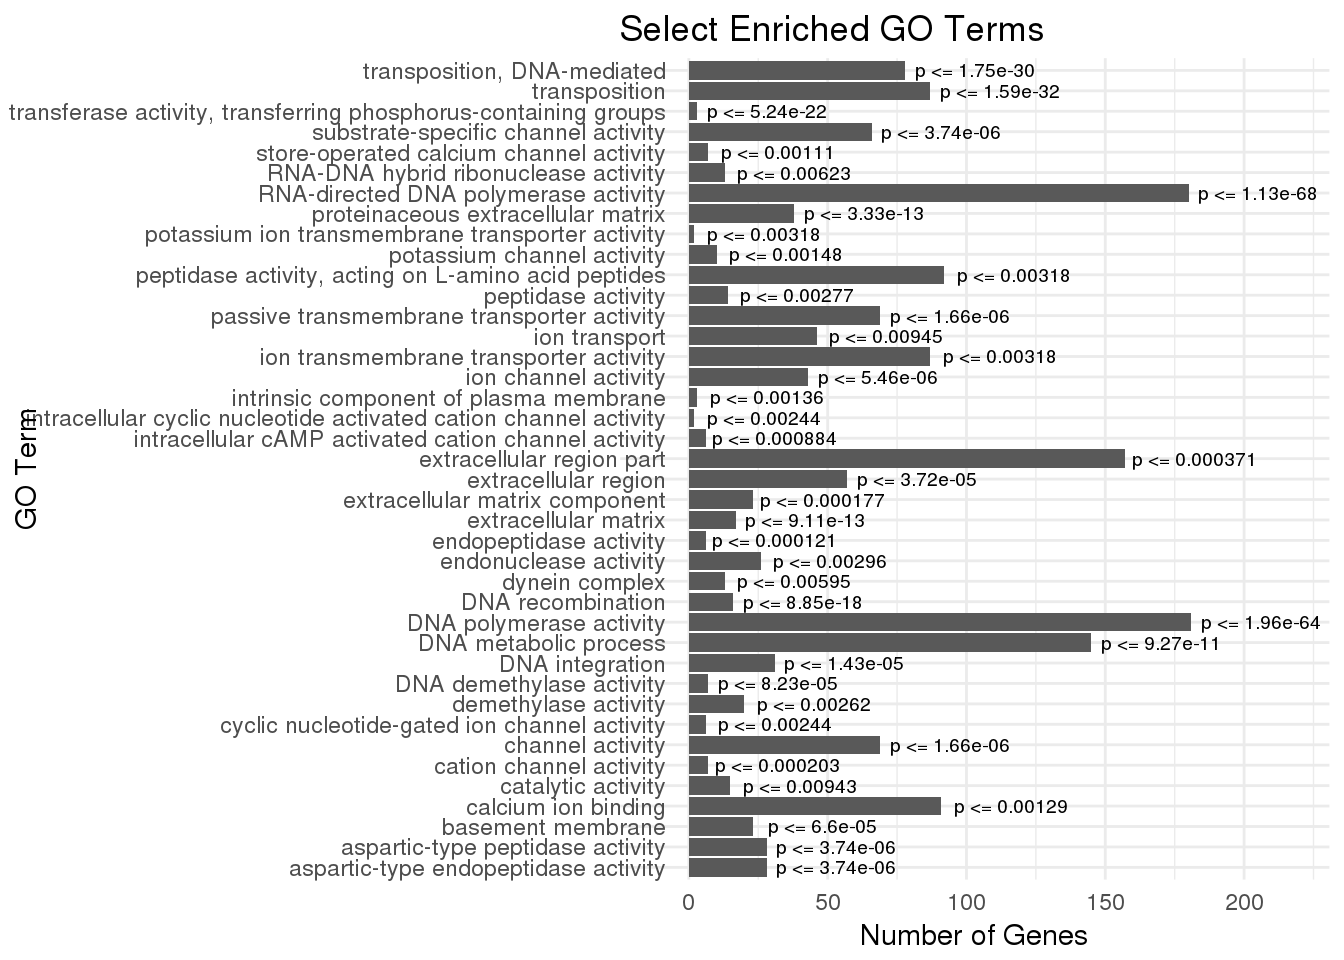 Select Enriched GO Terms
transposition, DNA-mediated p <= 1.75e-30
transposition p <= 1.59e-32
transferase activity, transferring phosphorus-containing groups p <= 5.24e-22
substrate-specific channel activity p <= 3.74e-06
store-operated calcium channel activity p <= 0.00111
RNA-DNA hybrid ribonuclease activity p <= 0.00623
RNA-directed DNA polymerase activity p <= 1.13e-68
proteinaceous extracellular matrix p <= 3.33e-13
potassium ion transmembrane transporter activity p <= 0.00318
potassium channel activity p <= 0.00148
peptidase activity, acting on L-amino acid peptides p <= 0.00318
peptidase activity p <= 0.00277
passive transmembrane transporter activity p <= 1.66e-06
ion transport p <= 0.00945
ion transmembrane transporter activity p <= 0.00318
ion channel activity p <= 5.46e-06
intrinsic component of plasma membrane p <= 0.00136
intracellular cyclic nucleotide activated cation channel activity p <= 0.00244
intracellular cAMP activated cation channel activity p <= 0.000884
extracellular region part p <= 0.000371
extracellular region p <= 3.72e-05
extracellular matrix component p <= 0.000177
extracellular matrix p <= 9.11e-13
endopeptidase activity p <= 0.000121
endonuclease activity p <= 0.00296
dynein complex p <= 0.00595
DNA recombination p <= 8.85e-18
DNA polymerase activity p <= 1.96e-64
DNA metabolic process p <= 9.27e-11
DNA integration p <= 1.43e-05
DNA demethylase activity p <= 8.23e-05
demethylase activity p <= 0.00262
cyclic nucleotide-gated ion channel activity p <= 0.00244
channel activity p <= 1.66e-06
cation channel activity p <= 0.000203
catalytic activity p <= 0.00943
calcium ion binding p <= 0.00129
basement membrane p <= 6.6e-05
aspartic-type peptidase activity p <= 3.74e-06
aspartic-type endopeptidase activity p <= 3.74e-06
GO Term
0 50 100 150 200
Number of Genes